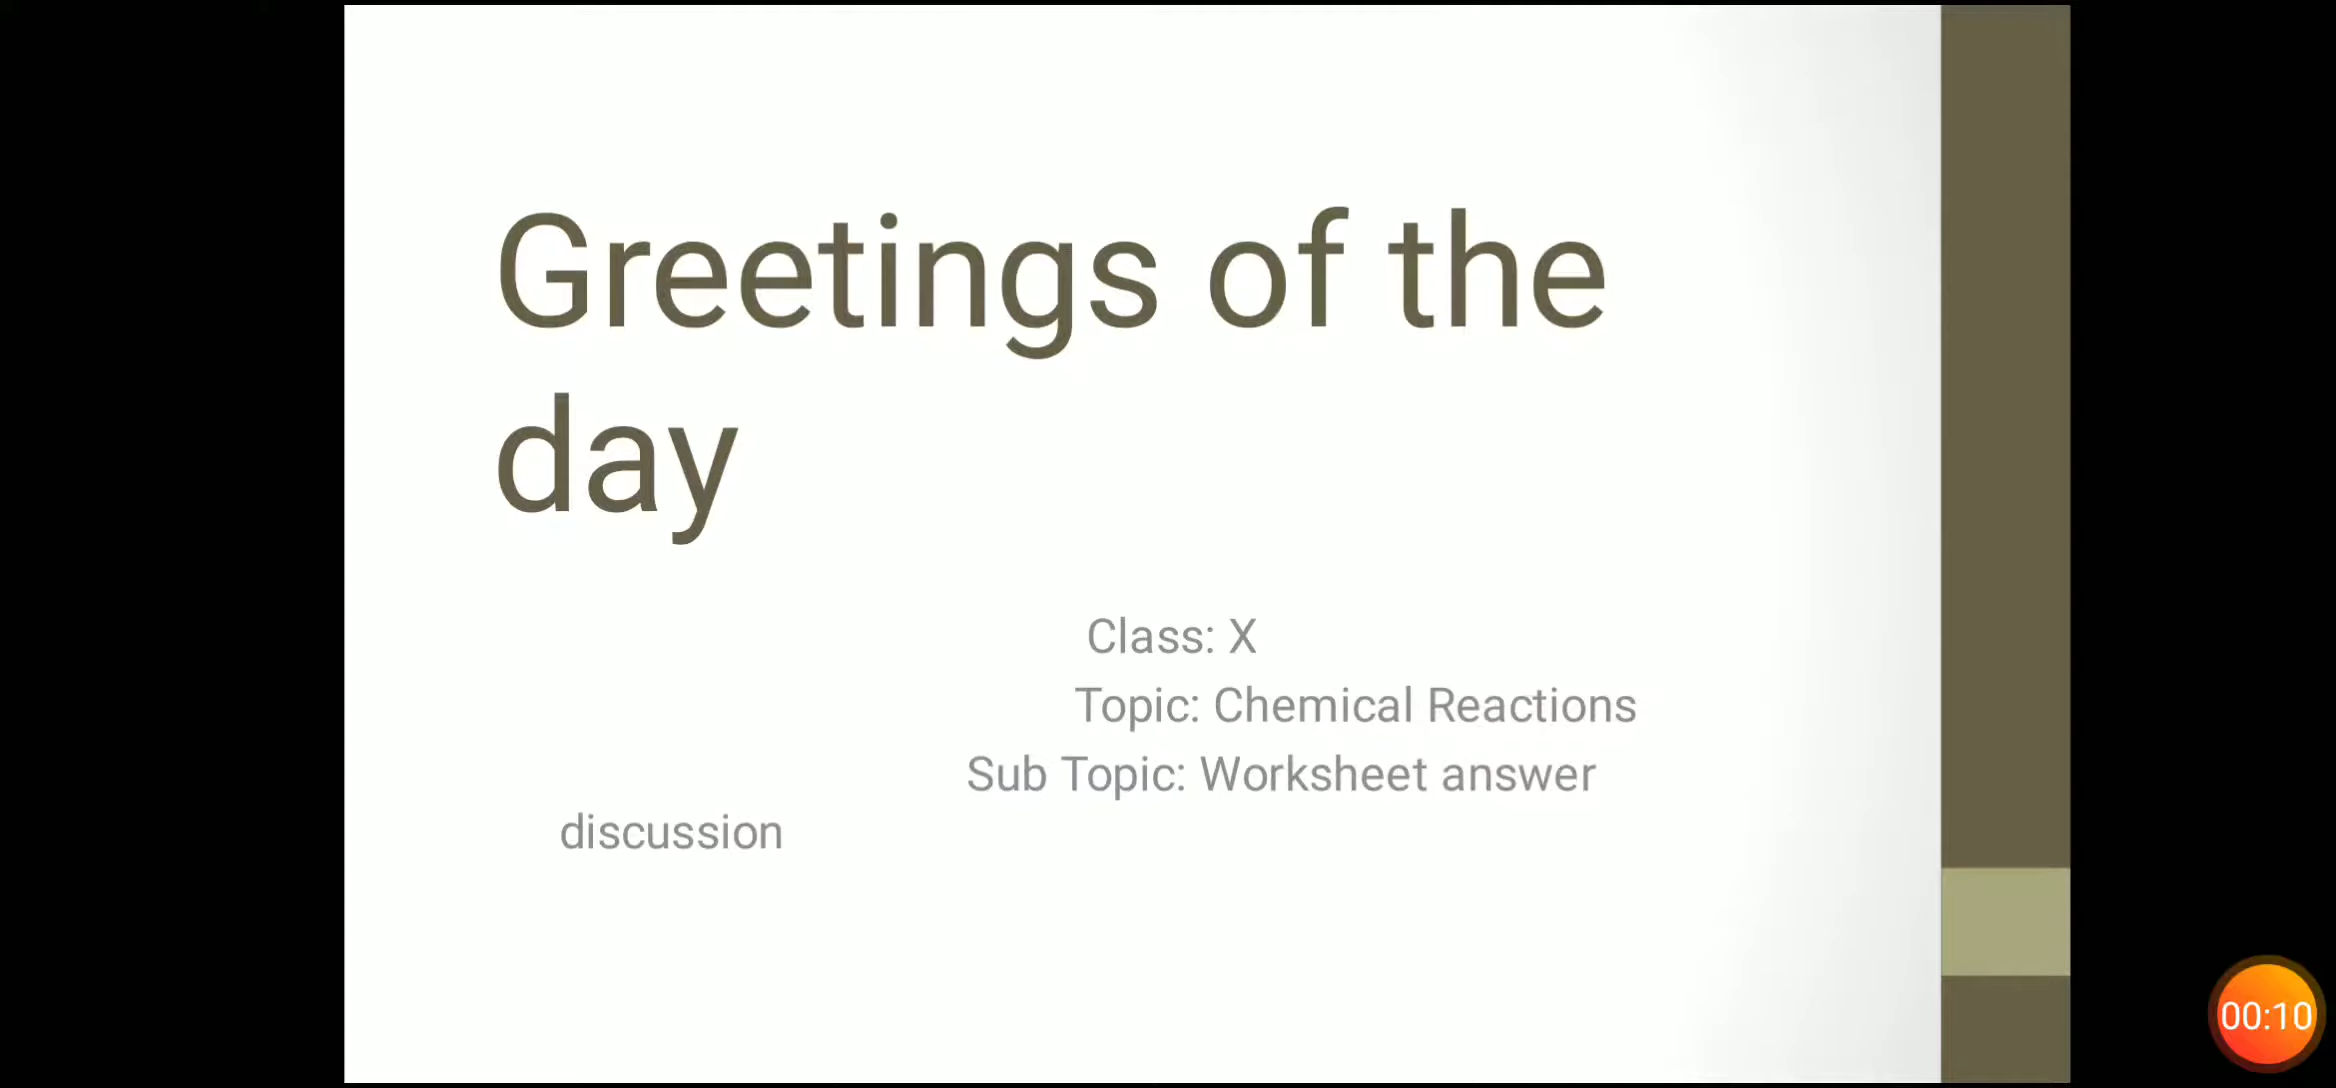 Greetings of the
day
Class: X
Topic: Chemical Reactions
Sub Topic: Worksheet answer
discussion
00:10